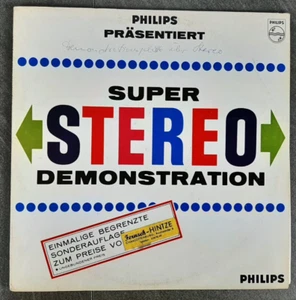 PHILIPS
PRÄSENTIERT
PHILIPS
SUPER
STEREO
DEMONSTRATION
EINMALIGE BEGRENZTE
SONDERAUFLAGE
ZUM PREISE VO
HINTZE
PHILIPS